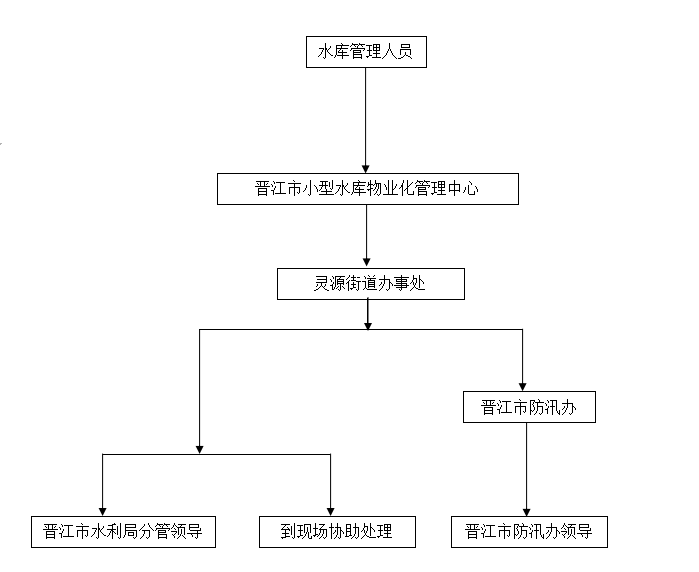 水库管理人员
晋江市小型水库物业化管理中心
灵源街道办事处
晋江市防汛办
晋江市水利局分管领导
到现场协助处理
晋江市防汛办领导